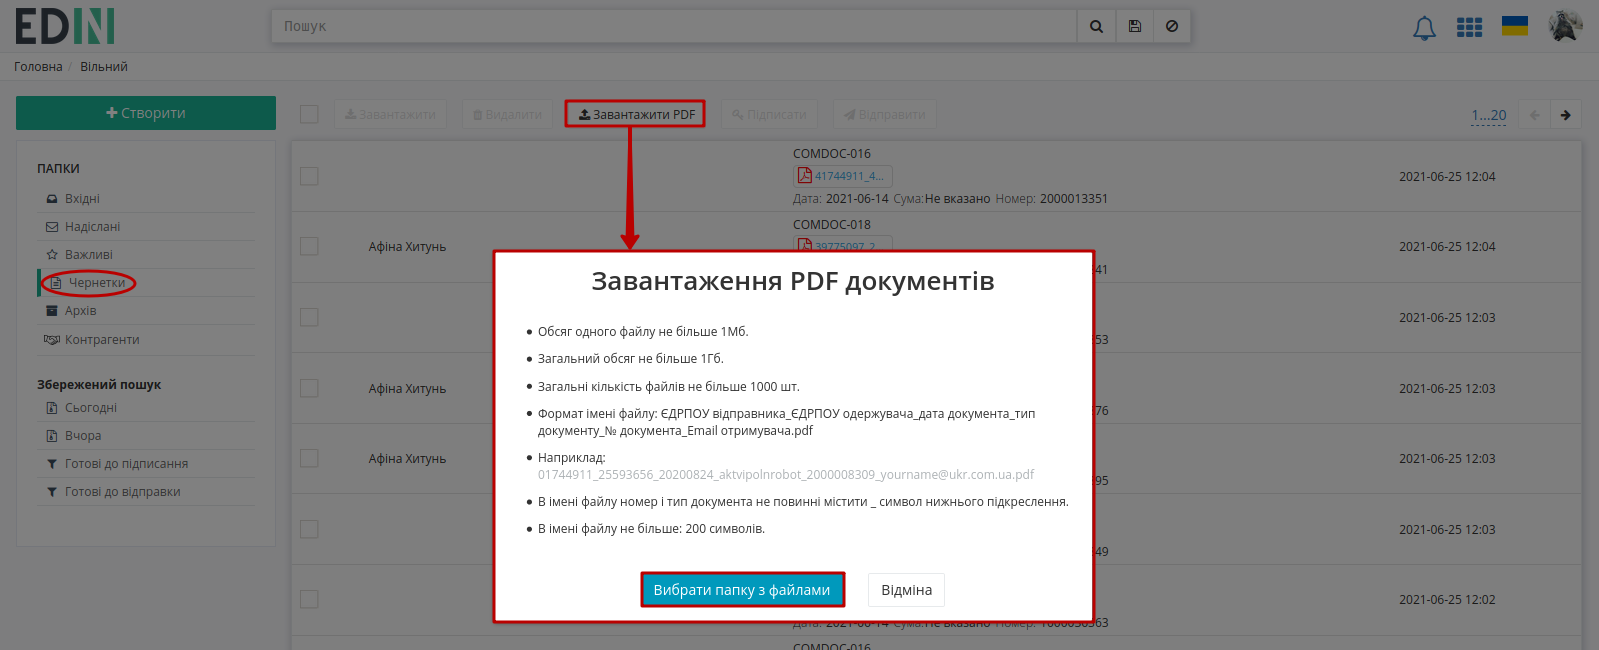 EDIN
Пошук
Головна / Вільний
Створити
Завантажити
Видалити
Завантажити PDF
Підписати
Відправити
1...20
ПАПКИ
Вхідні
Надіслані
Важливі
Чернетки
Архів
Контрагенти
Збережений пошук
Сьогодні
Вчора
Готові до підписання
Готові до відправки
COMDOC-016
41744911_4...
Дата: 2021-06-14 Сума:Не вказано Номер: 2000013351
2021-06-25 12:04
Афіна Хитунь
COMDOC-018
39775097_2...
41
2021-06-25 12:04
53
2021-06-25 12:03
Афіна Хитунь
76
2021-06-25 12:03
Афіна Хитунь
95
2021-06-25 12:03
49
2021-06-25 12:03
2021-06-25 12:02
Завантаження PDF документів
Обсяг одного файлу не більше 1Мб.
Загальний обсяг не більше 1Гб.
Загальні кількість файлів не більше 1000 шт.
Формат імені файлу: ЄДРПОУ відправника_ЄДРПОУ одержувача_дата документа_тип
документу_№ документа_Email отримувача.pdf
Наприклад:
01744911_25593656_20200824_aktvipolnrobot_2000008309_yourname@ukr.com.ua.pdf
В імені файлу номер і тип документа не повинні містити _ символ нижнього підкреслення.
В імені файлу не більше: 200 символів.
Вибрати папку з файлами
Відміна
Дата: 2021-06-14 Сума:Не вказано Номер:
COMDOC-016